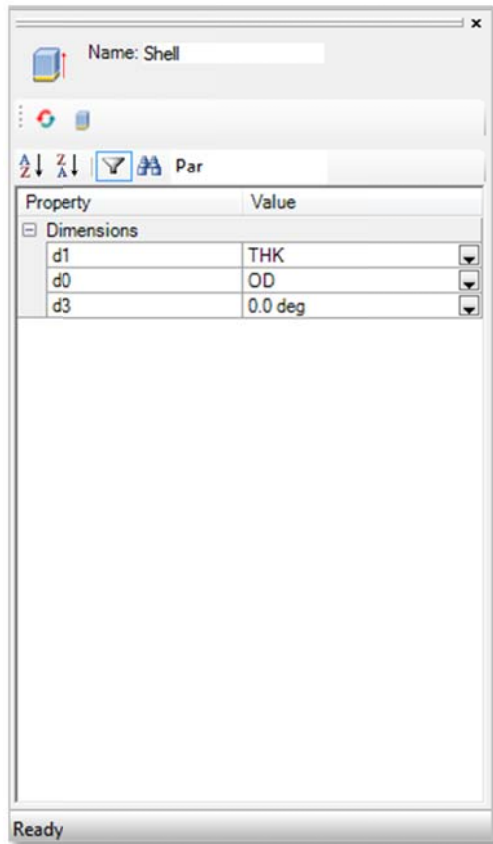 Name: Shell
Par
Property Value
Dimensions
d1 THK
d0 OD
d3 0.0 deg
Ready